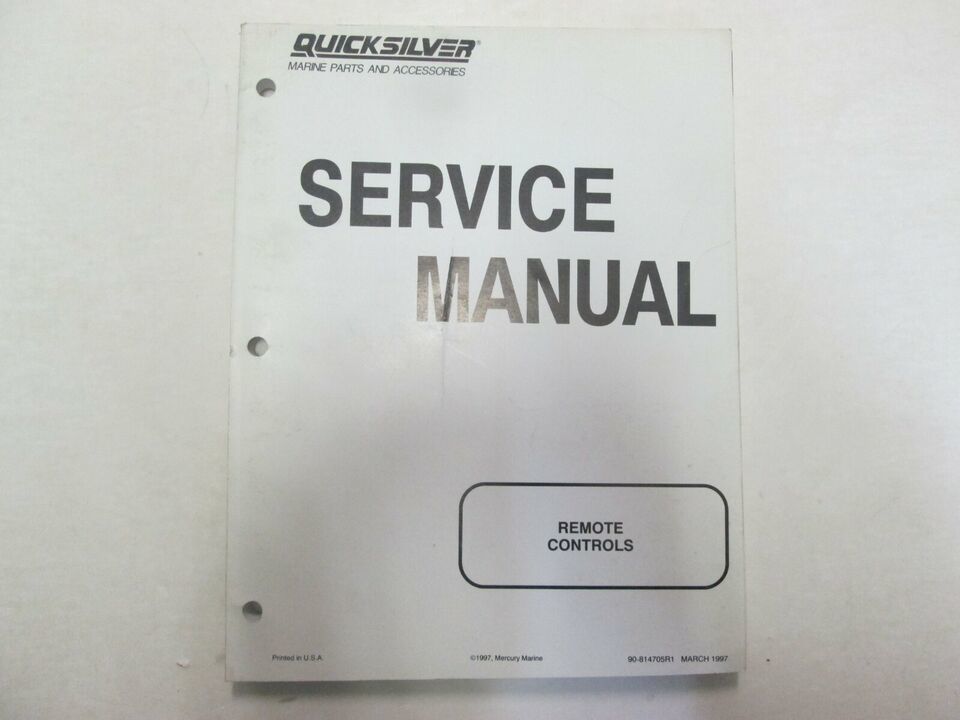 QUICKSILVER®
MARINE PARTS AND ACCESSORIES
SERVICE
MANUAL
REMOTE
CONTROLS
Printed in U.S.A.
©1997, Mercury Marine
90-814705R1 MARCH 1997